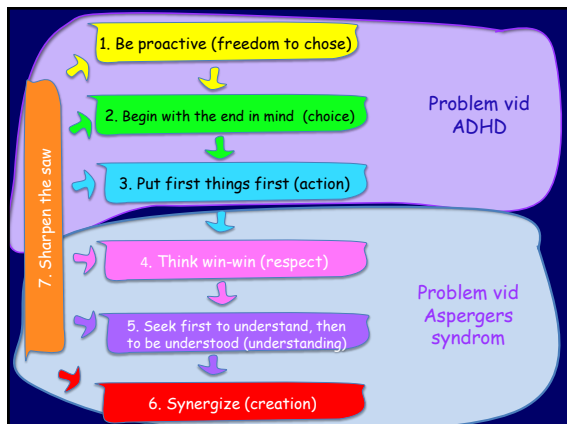 1. Be proactive (freedom to chose)
2. Begin with the end in mind (choice)
3. Put first things first (action)
4. Think win-win (respect)
5. Seek first to understand, then
to be understood (understanding)
6. Synergize (creation)
7. Sharpen the saw
Problem vid
ADHD
Problem vid
Aspergers
syndrom